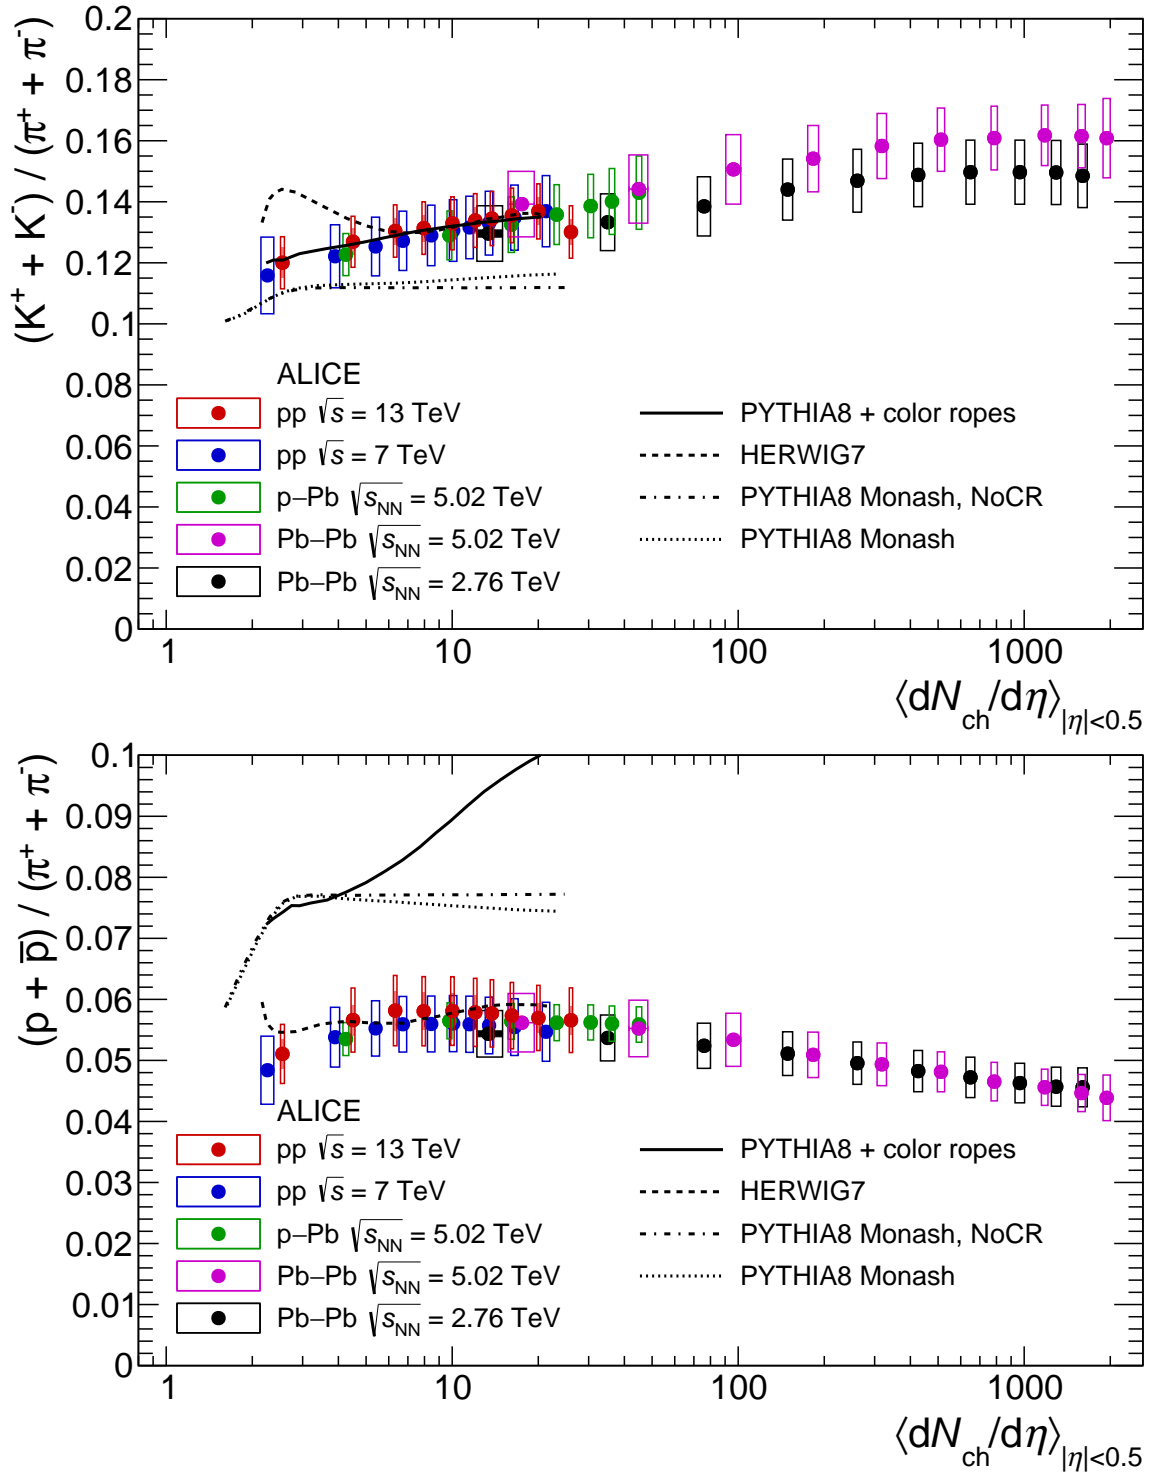 (K⁺ + K⁻) / (π⁺ + π⁻)
0.2
0.18
0.16
0.14
0.12
0.1
0.08
0.06
0.04
0.02
0
ALICE
pp √s = 13 TeV
pp √s = 7 TeV
p–Pb √sNN = 5.02 TeV
Pb–Pb √sNN = 5.02 TeV
Pb–Pb √sNN = 2.76 TeV
PYTHIA8 + color ropes
HERWIG7
PYTHIA8 Monash, NoCR
PYTHIA8 Monash
1 10 100 1000
⟨dNch/dη⟩|η|<0.5
(p + p̅) / (π⁺ + π⁻)
0.1
0.09
0.08
0.07
0.06
0.05
0.04
0.03
0.02
0.01
0
ALICE
pp √s = 13 TeV
pp √s = 7 TeV
p–Pb √sNN = 5.02 TeV
Pb–Pb √sNN = 5.02 TeV
Pb–Pb √sNN = 2.76 TeV
PYTHIA8 + color ropes
HERWIG7
PYTHIA8 Monash, NoCR
PYTHIA8 Monash
1 10 100 1000
⟨dNch/dη⟩|η|<0.5